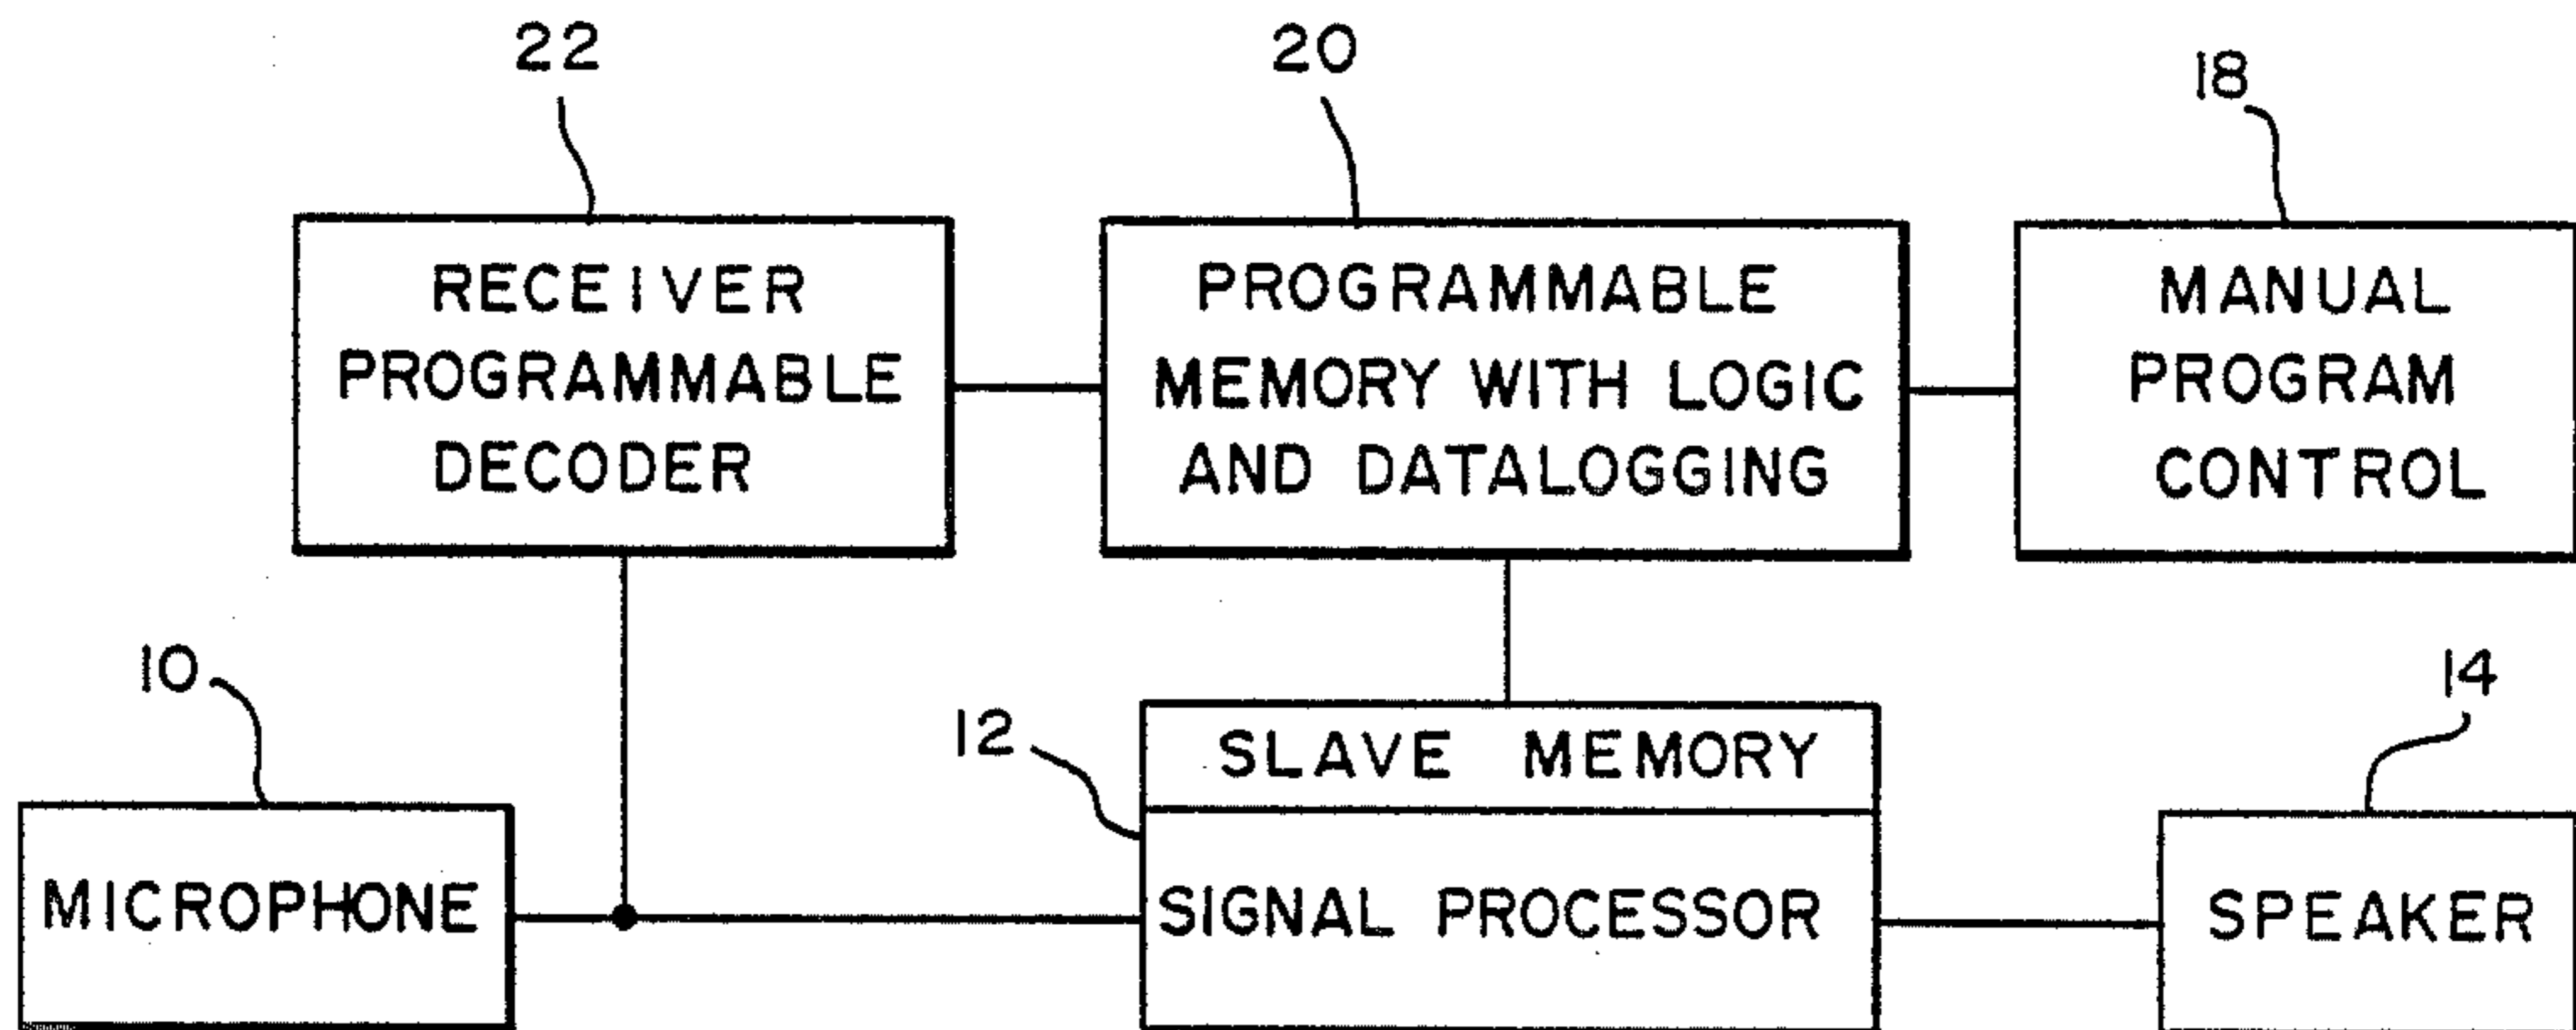 22
20
18
RECEIVER
PROGRAMMABLE
DECODER
PROGRAMMABLE
MEMORY WITH LOGIC
AND DATALOGGING
MANUAL
PROGRAM
CONTROL
10
12
14
MICROPHONE
SLAVE MEMORY
SIGNAL PROCESSOR
SPEAKER